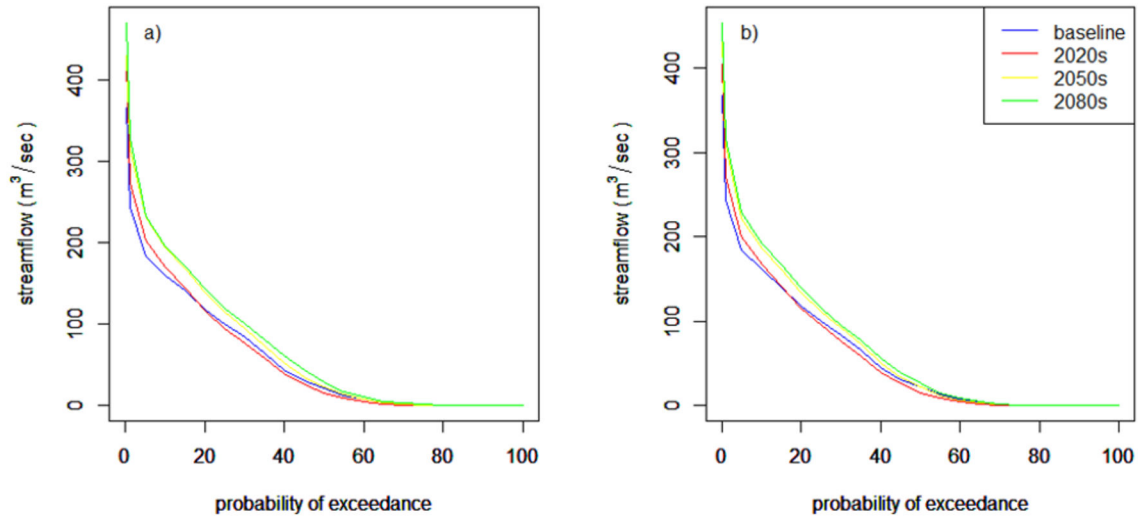 a)
400
300
200
100
0
streamflow ( m³ / sec )
0 20 40 60 80 100
probability of exceedance
b)
baseline
2020s
2050s
2080s
400
300
200
100
0
streamflow ( m³ / sec )
0 20 40 60 80 100
probability of exceedance